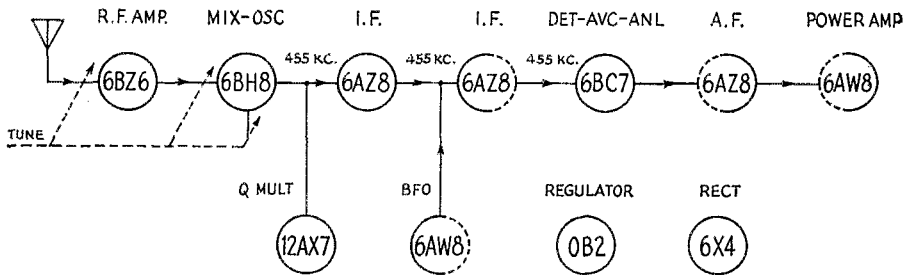 R.F. AMP. MIX-OSC I.F. I.F. DET-AVC-ANL A.F. POWER AMP
455 KC. 455 KC. 455 KC.
6BZ6 6BH8 6AZ8 6AZ8 6BC7 6AZ8 6AW8
TUNE
Q MULT BFO REGULATOR RECT
12AX7 6AW8 0B2 6X4